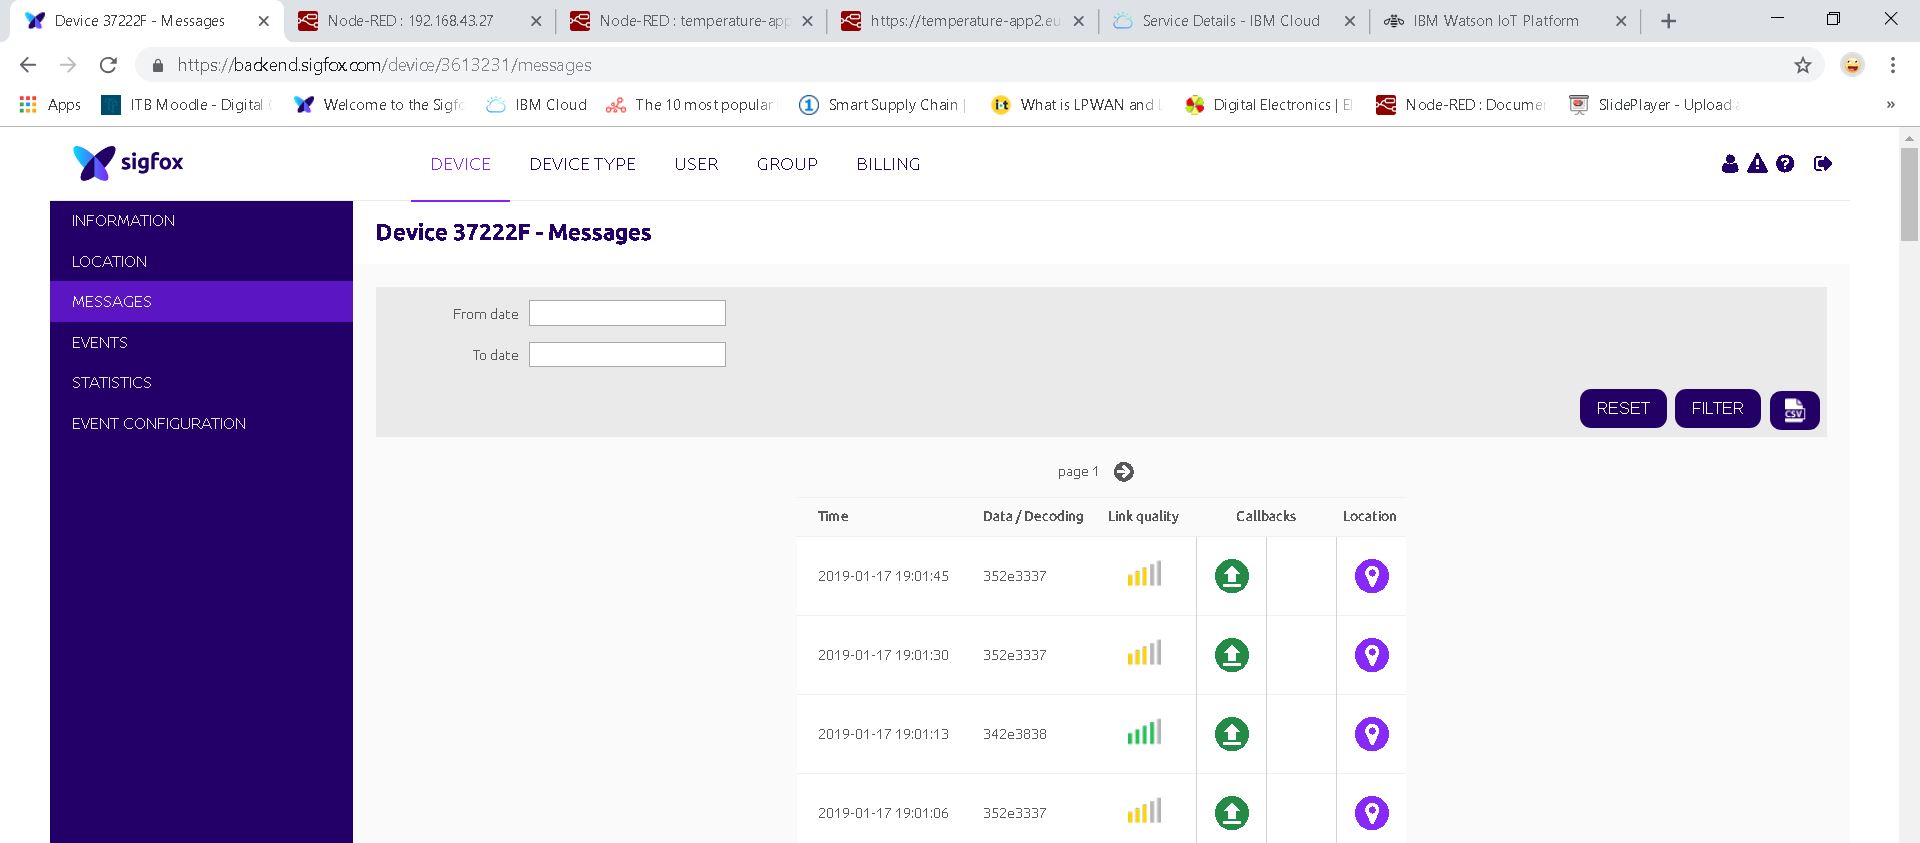 Device 37222F - Messages
Node-RED : 192.168.43.27
Node-RED : temperature-app
https://temperature-app2.eu
Service Details - IBM Cloud
IBM Watson IoT Platform
https://backend.sigfox.com/device/3613231/messages
Apps
ITB Moodle - Digital
Welcome to the Sigfo
IBM Cloud
The 10 most popular
Smart Supply Chain |
What is LPWAN and
Digital Electronics | El
Node-RED : Documen
SlidePlayer - Upload a
»
sigfox
DEVICE
DEVICE TYPE
USER
GROUP
BILLING
INFORMATION
LOCATION
MESSAGES
EVENTS
STATISTICS
EVENT CONFIGURATION
Device 37222F - Messages
From date
To date
RESET
FILTER
CSV
page 1
Time Data / Decoding Link quality Callbacks Location
2019-01-17 19:01:45 352e3337
2019-01-17 19:01:30 352e3337
2019-01-17 19:01:13 342e3838
2019-01-17 19:01:06 352e3337